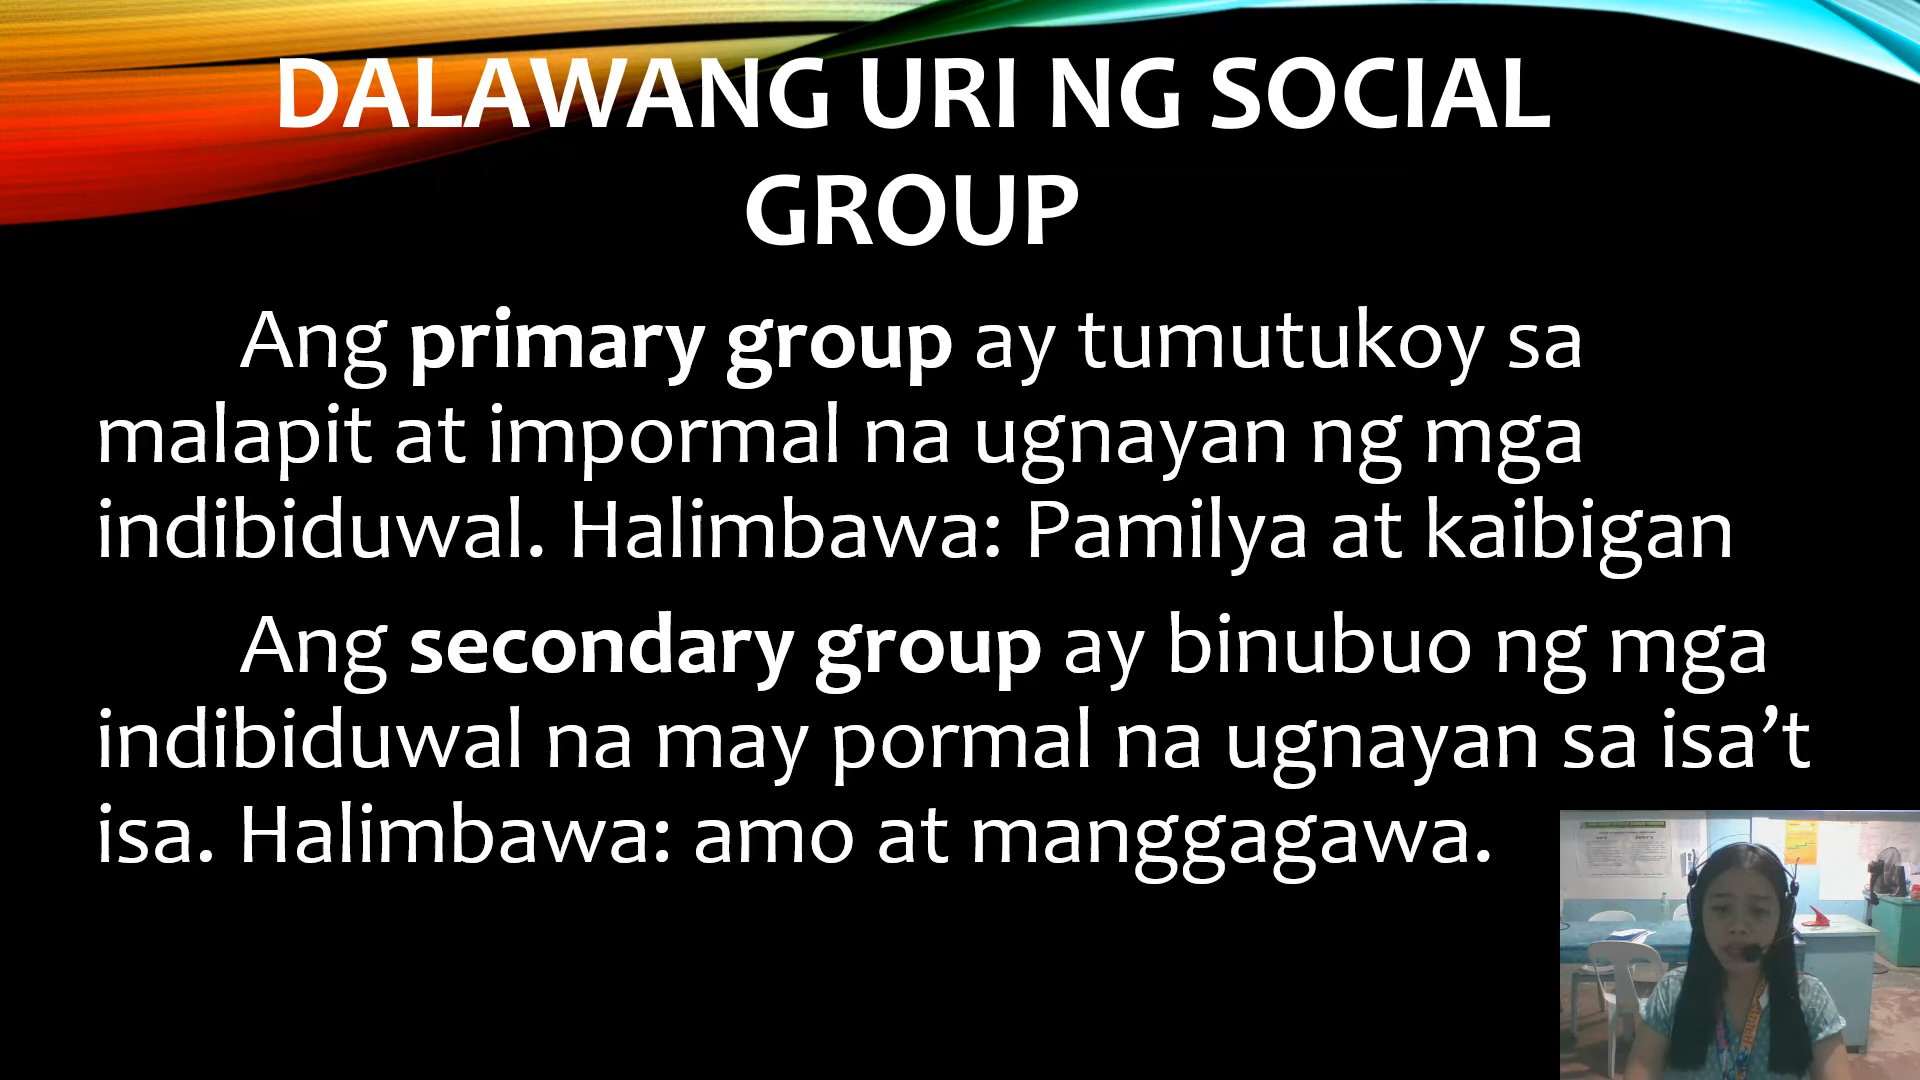 DALAWANG URI NG SOCIAL
GROUP
Ang primary group ay tumutukoy sa
malapit at impormal na ugnayan ng mga
indibiduwal. Halimbawa: Pamilya at kaibigan
Ang secondary group ay binubuo ng mga
indibiduwal na may pormal na ugnayan sa isa’t
isa. Halimbawa: amo at manggagawa.